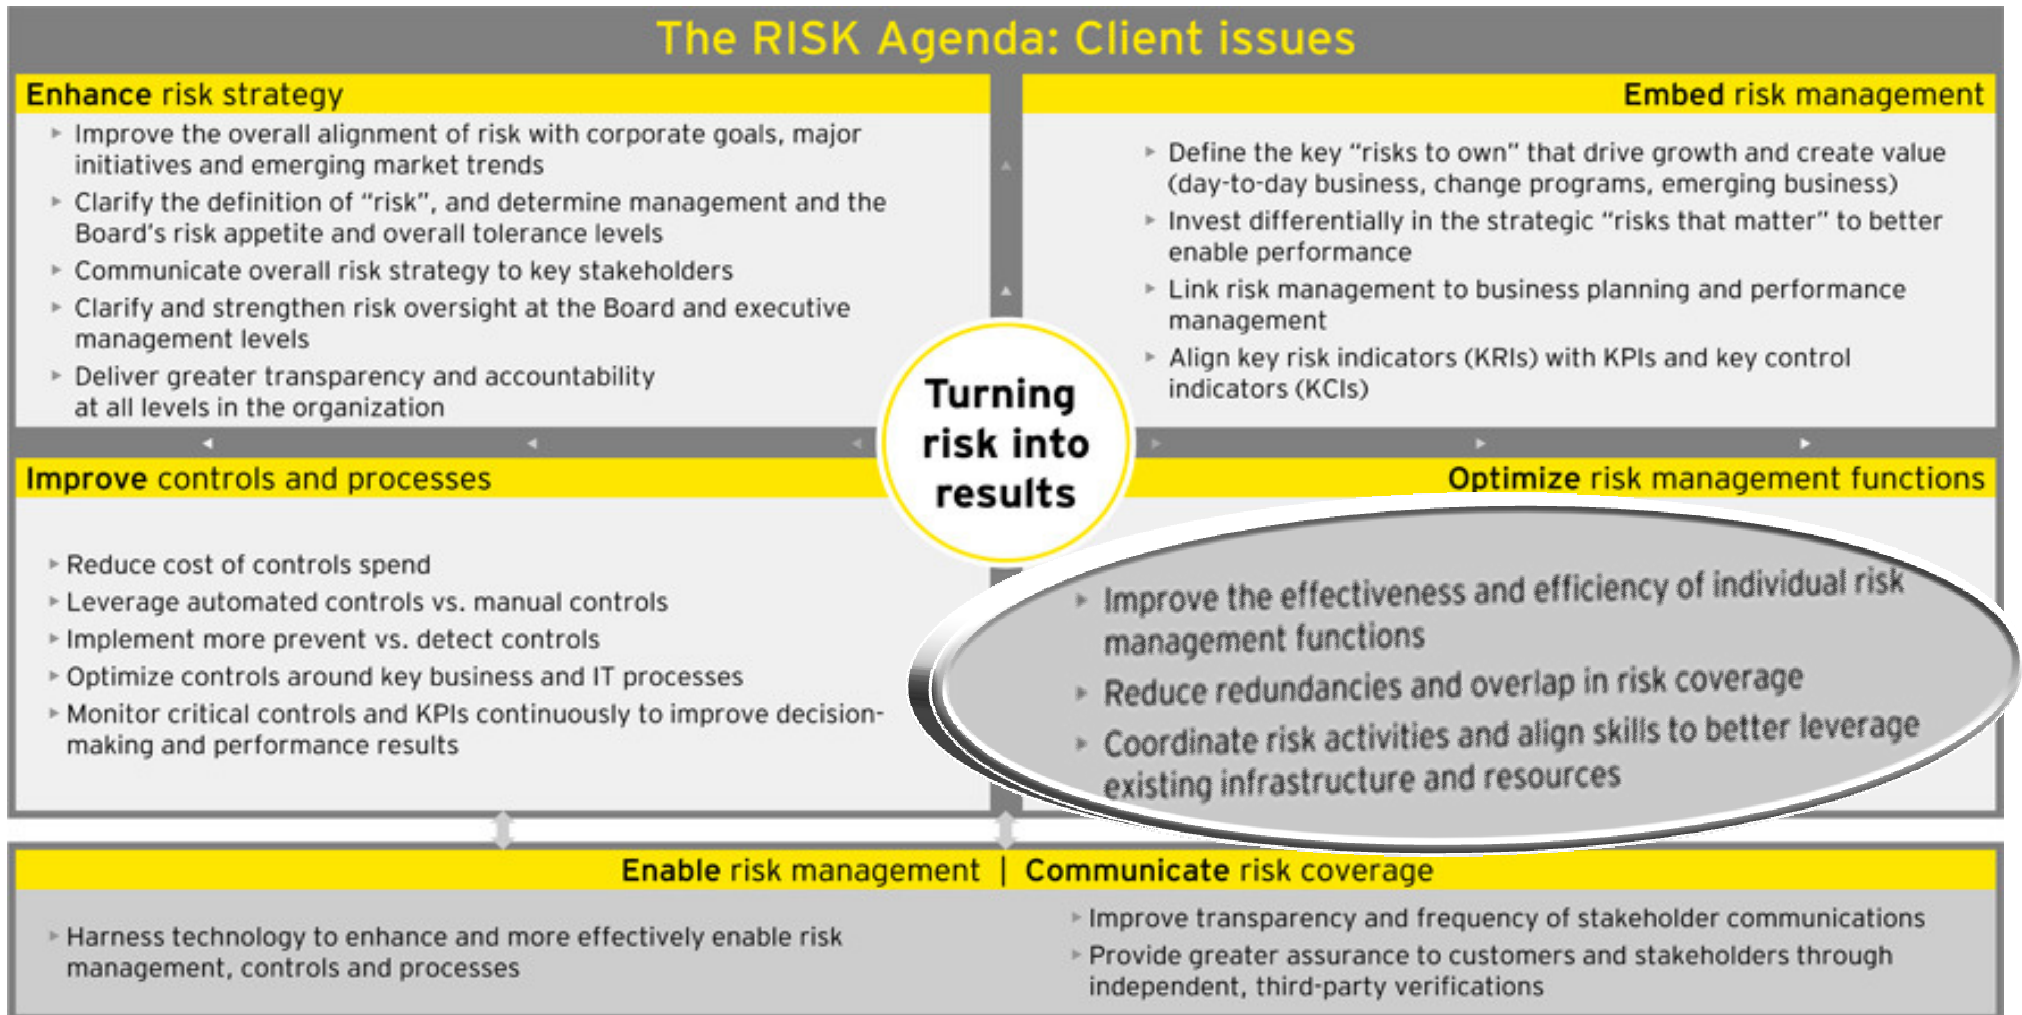 The RISK Agenda: Client issues
Enhance risk strategy
▸ Improve the overall alignment of risk with corporate goals, major
initiatives and emerging market trends
▸ Clarify the definition of “risk”, and determine management and the
Board’s risk appetite and overall tolerance levels
▸ Communicate overall risk strategy to key stakeholders
▸ Clarify and strengthen risk oversight at the Board and executive
management levels
▸ Deliver greater transparency and accountability
at all levels in the organization
Embed risk management
▸ Define the key “risks to own” that drive growth and create value
(day-to-day business, change programs, emerging business)
▸ Invest differentially in the strategic “risks that matter” to better
enable performance
▸ Link risk management to business planning and performance
management
▸ Align key risk indicators (KRIs) with KPIs and key control
indicators (KCIs)
Turning
risk into
results
Improve controls and processes
▸ Reduce cost of controls spend
▸ Leverage automated controls vs. manual controls
▸ Implement more prevent vs. detect controls
▸ Optimize controls around key business and IT processes
▸ Monitor critical controls and KPIs continuously to improve decision-
making and performance results
Optimize risk management functions
▸ Improve the effectiveness and efficiency of individual risk
management functions
▸ Reduce redundancies and overlap in risk coverage
▸ Coordinate risk activities and align skills to better leverage
existing infrastructure and resources
Enable risk management | Communicate risk coverage
▸ Harness technology to enhance and more effectively enable risk
management, controls and processes
▸ Improve transparency and frequency of stakeholder communications
▸ Provide greater assurance to customers and stakeholders through
independent, third-party verifications